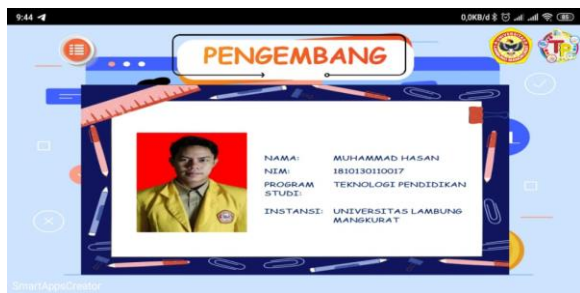 9:44
0,0KB/d
85
PENGEMBANG
NAMA: MUHAMMAD HASAN
NIM: 1810130110017
PROGRAM STUDI: TEKNOLOGI PENDIDIKAN
INSTANSI: UNIVERSITAS LAMBUNG
MANGKURAT
SmartAppsCreator